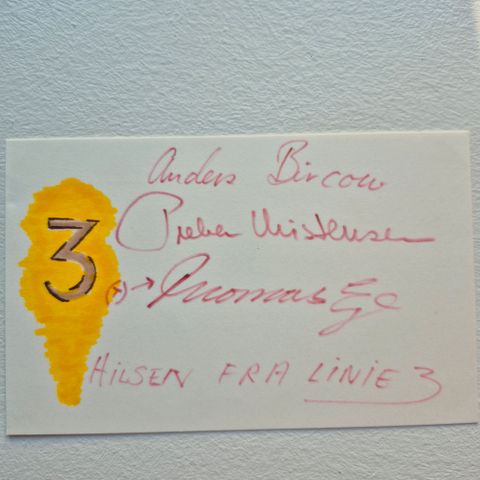 Anders Bircow
Preben Kristensen
3
(x) → Thomas Eje
HILSEN FRA LINIE 3